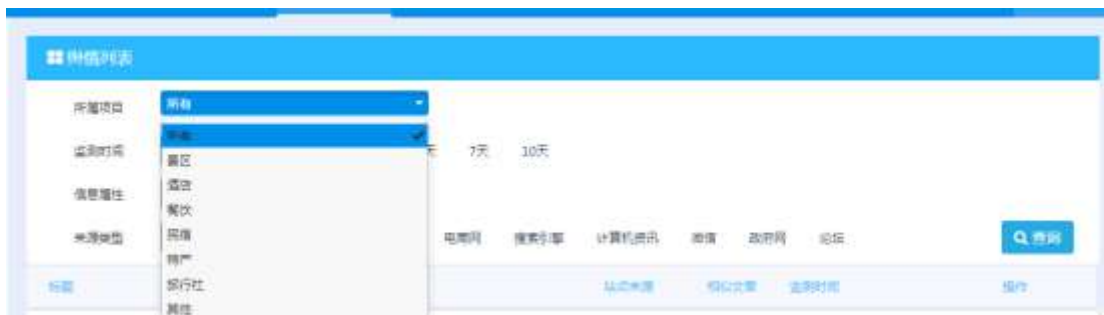 舆情列表
所属项目 所有
所有
监测时间 天 7天 10天
景区
信息属性 酒店
餐饮
来源类型 民宿 电商网 搜索引擎 计算机资讯 微信 政府网 论坛 查询
特产
标题 旅行社 站点来源 相似文章 监测时间 操作
其他